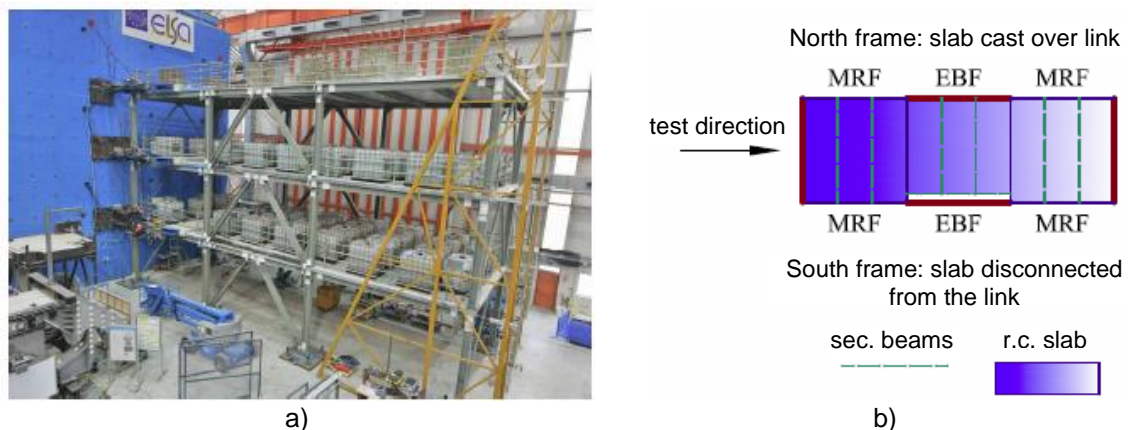 elsa
North frame: slab cast over link
MRF EBF MRF
test direction
MRF EBF MRF
South frame: slab disconnected
from the link
sec. beams r.c. slab
a) b)